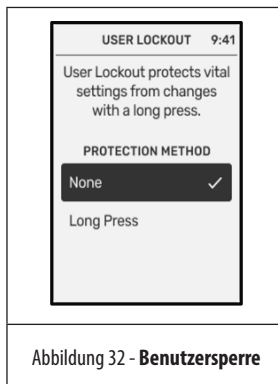 USER LOCKOUT 9:41
User Lockout protects vital
settings from changes
with a long press.
PROTECTION METHOD
None ✓
Long Press
Abbildung 32 - Benutzersperre